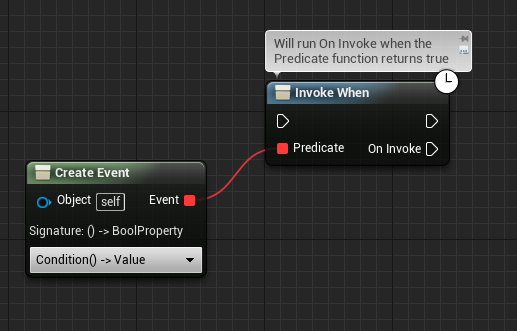 Will run On Invoke when the
Predicate function returns true
Invoke When
Predicate On Invoke
Create Event
Object self Event
Signature: () -> BoolProperty
Condition() -> Value